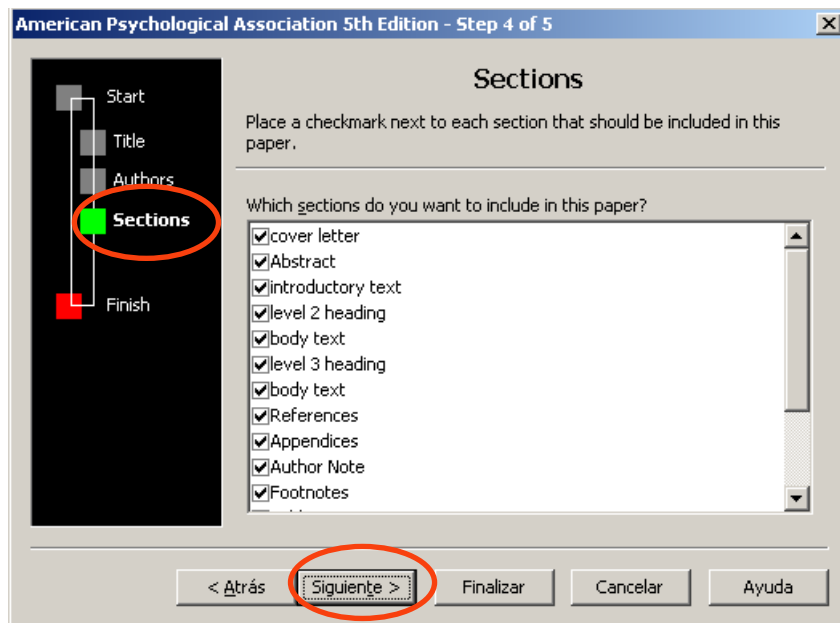 American Psychological Association 5th Edition - Step 4 of 5
Start
Title
Authors
Sections
Finish
Sections
Place a checkmark next to each section that should be included in this
paper.
Which sections do you want to include in this paper?
cover letter
Abstract
introductory text
level 2 heading
body text
level 3 heading
body text
References
Appendices
Author Note
Footnotes
< Atrás
Siguiente >
Finalizar
Cancelar
Ayuda